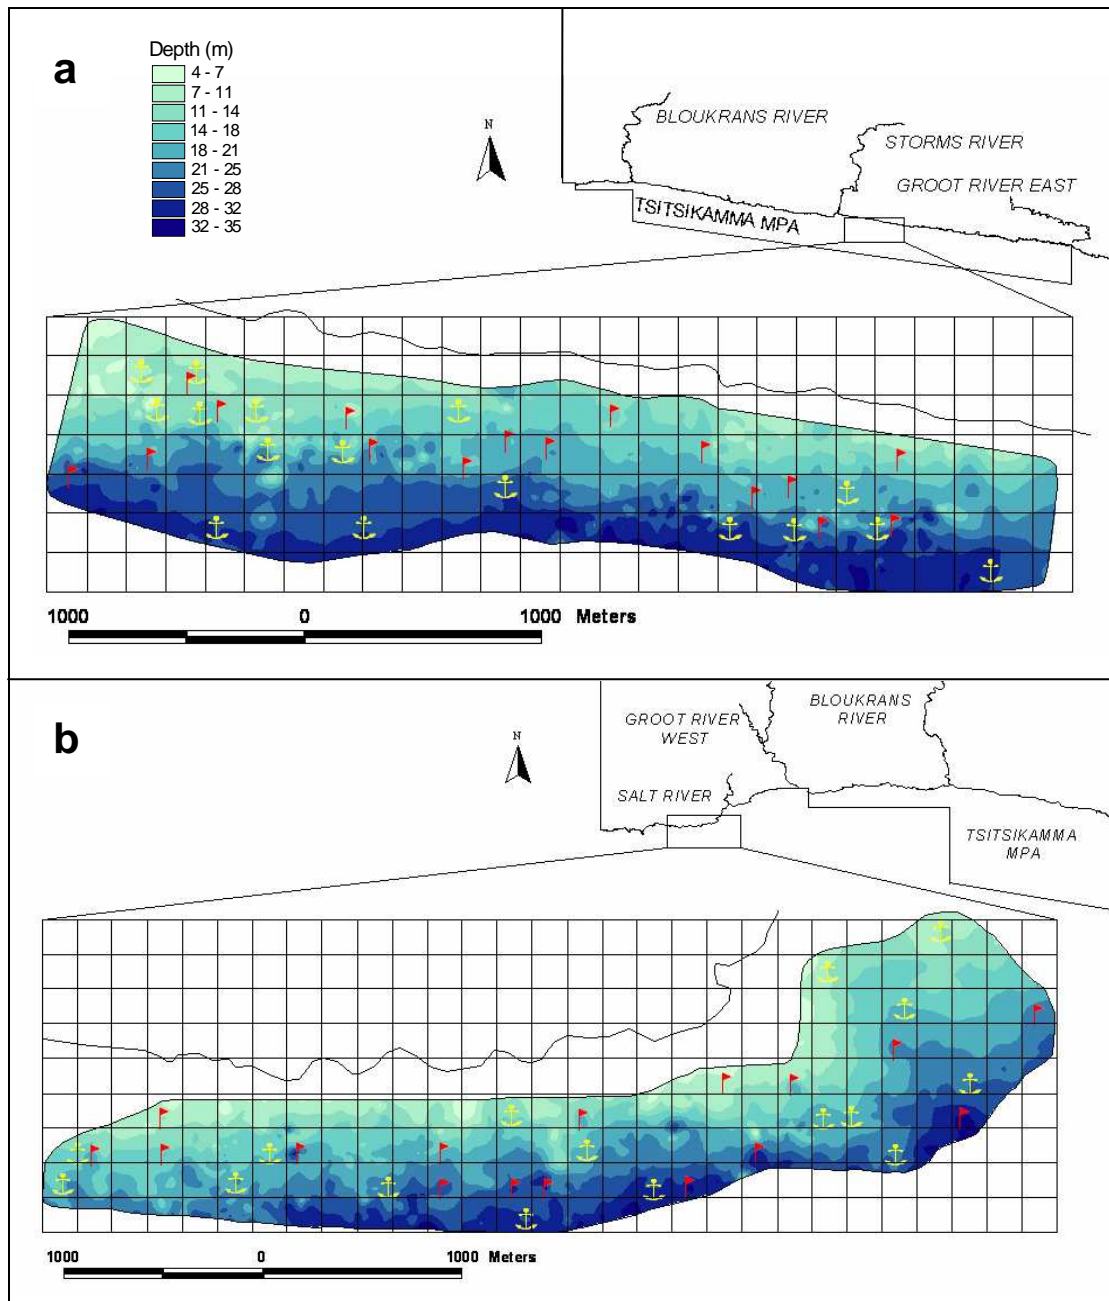 a
Depth (m)
4 - 7
7 - 11
11 - 14
14 - 18
18 - 21
21 - 25
25 - 28
28 - 32
32 - 35
N
BLOUKRANS RIVER
STORMS RIVER
GROOT RIVER EAST
TSITSIKAMMA MPA
1000 0 1000 Meters
b
N
GROOT RIVER
WEST
BLOUKRANS
RIVER
SALT RIVER
TSITSIKAMMA
MPA
1000 0 1000 Meters